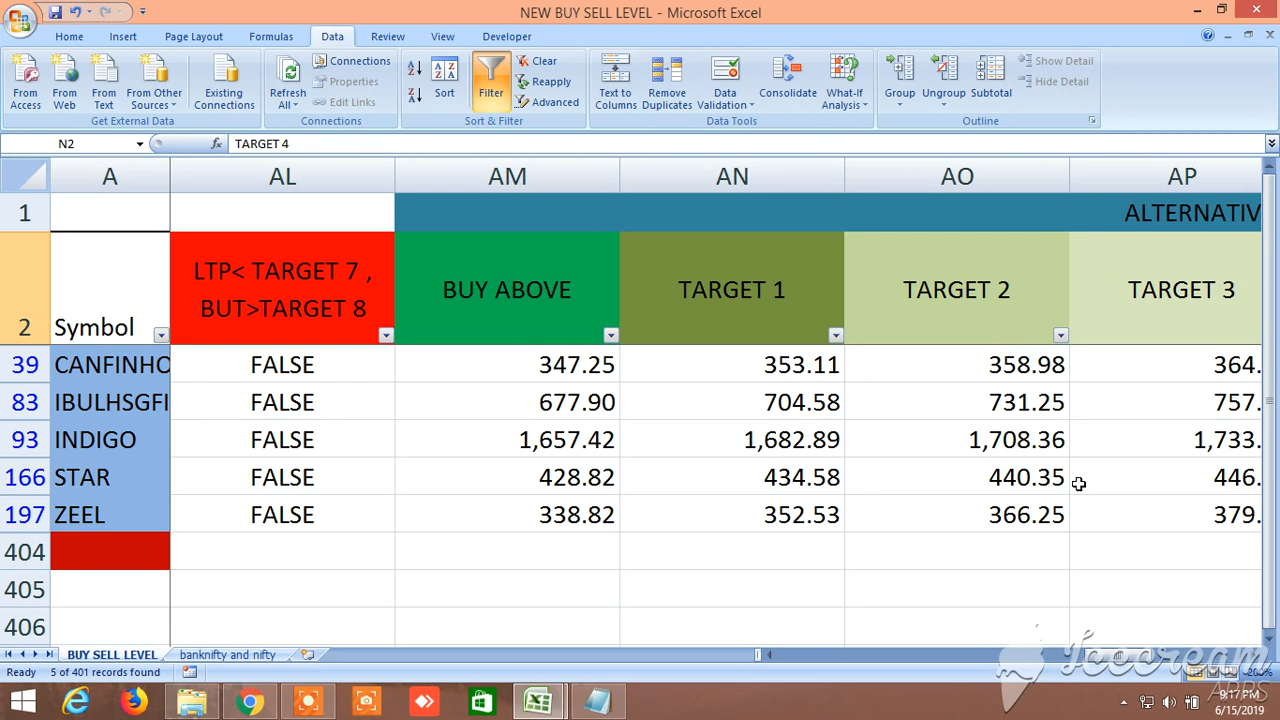 NEW BUY SELL LEVEL - Microsoft Excel
Home Insert Page Layout Formulas Data Review View Developer
From Access
From Web
From Text
From Other Sources
Existing Connections
Get External Data
Refresh All
Connections
Properties
Edit Links
Connections
Sort
Filter
Clear
Reapply
Advanced
Sort & Filter
Text to Columns
Remove Duplicates
Data Validation
Consolidate
What-If Analysis
Data Tools
Group
Ungroup
Subtotal
Show Detail
Hide Detail
Outline
N2 fx TARGET 4
A AL AM AN AO AP
1 ALTERNATIV
2 Symbol LTP< TARGET 7 , BUT>TARGET 8 BUY ABOVE TARGET 1 TARGET 2 TARGET 3
39 CANFINHO FALSE 347.25 353.11 358.98 364.
83 IBULHSGFI FALSE 677.90 704.58 731.25 757.
93 INDIGO FALSE 1,657.42 1,682.89 1,708.36 1,733.
166 STAR FALSE 428.82 434.58 440.35 446.
197 ZEEL FALSE 338.82 352.53 366.25 379.
404
405
406
BUY SELL LEVEL banknifty and nifty
Ready 5 of 401 records found 200%
Icecream
APPS
9:17 PM
6/15/2019